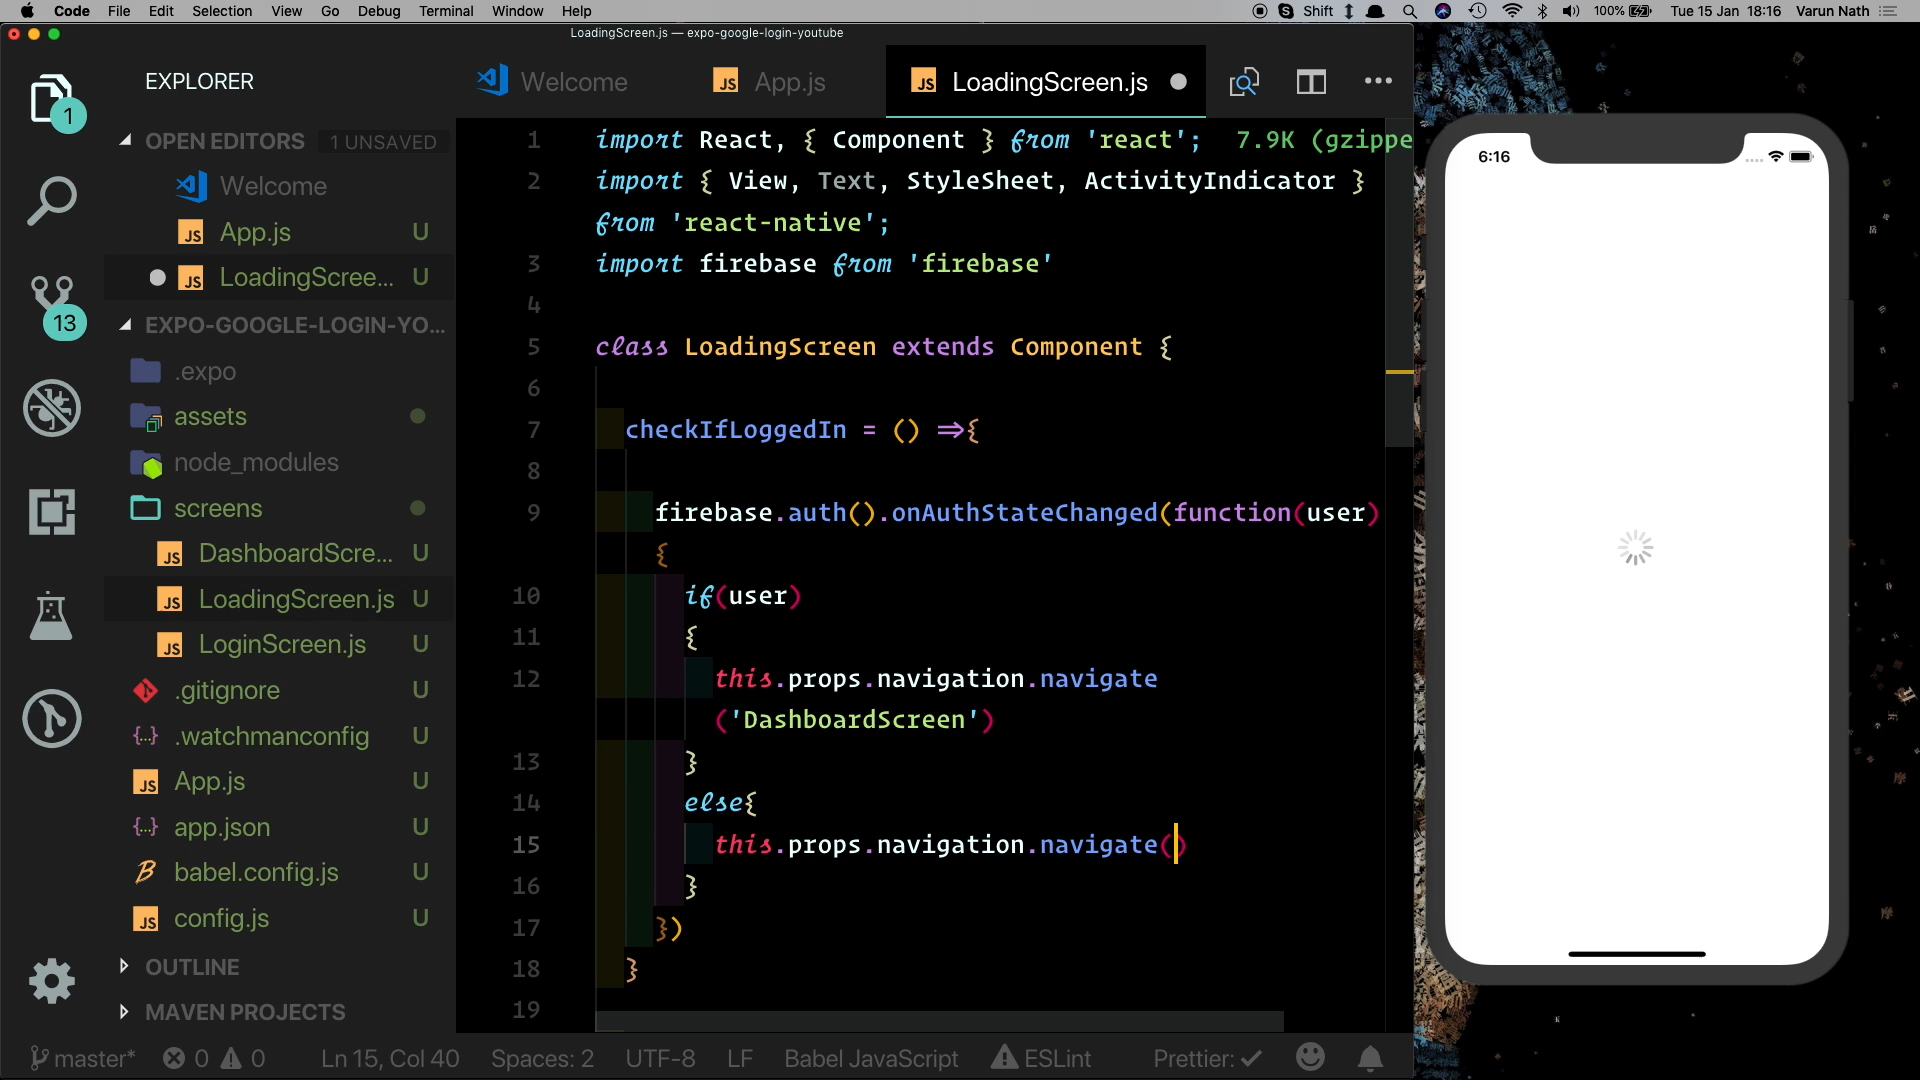 Code File Edit Selection View Go Debug Terminal Window Help Shift 100% Tue 15 Jan 18:16 Varun Nath
LoadingScreen.js — expo-google-login-youtube
EXPLORER
Welcome
App.js
LoadingScreen.js
1
OPEN EDITORS 1 UNSAVED
Welcome
App.js U
LoadingScree... U
13
EXPO-GOOGLE-LOGIN-YO...
.expo
assets
node_modules
screens
DashboardScre... U
LoadingScreen.js U
LoginScreen.js U
.gitignore U
.watchmanconfig U
App.js U
app.json U
babel.config.js U
config.js U
OUTLINE
MAVEN PROJECTS
1 import React, { Component } from 'react'; 7.9K (gzippe
2 import { View, Text, StyleSheet, ActivityIndicator }
from 'react-native';
3 import firebase from 'firebase'
4
5 class LoadingScreen extends Component {
6
7 checkIfLoggedIn = () =>{
8
9 firebase.auth().onAuthStateChanged(function(user)
{
10 if(user)
11 {
12 this.props.navigation.navigate
('DashboardScreen')
13 }
14 else{
15 this.props.navigation.navigate()
16 }
17 })
18 }
19
master* 0 0 Ln 15, Col 40 Spaces: 2 UTF-8 LF Babel JavaScript ESLint Prettier: ✓
6:16